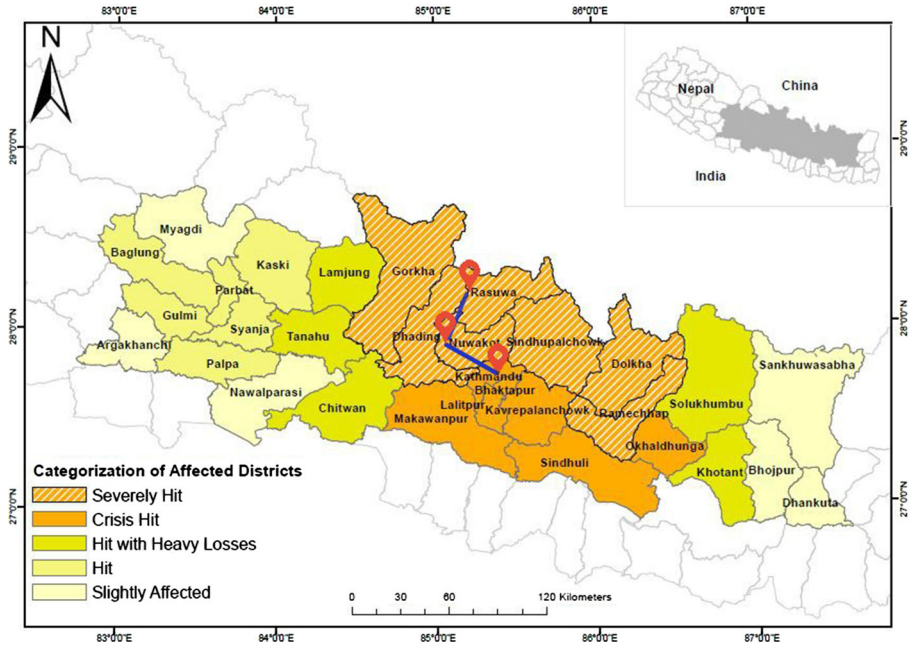 83°0'0"E 84°0'0"E 85°0'0"E 86°0'0"E 87°0'0"E
N
China
Nepal
India
29°0'0"N
29°0'0"N
Myagdi
Baglung
Kaski
Lamjung
Gorkha
Parbat
Rasuwa
Gulmi
Syanja
Tanahu
Dhading
Nuwakot
Sindhupalchowk
28°0'0"N
28°0'0"N
Argakhanchi
Palpa
Dolkha
Sankhuwasabha
Nawalparasi
Kathmandu
Bhaktapur
Chitwan
Lalitpur
Kavrepalanchowk
Makawanpur
Ramechhap
Solukhumbu
Okhaldhunga
Sindhuli
Khotant
Bhojpur
Dhankuta
27°0'0"N
27°0'0"N
Categorization of Affected Districts
Severely Hit
Crisis Hit
Hit with Heavy Losses
Hit
Slightly Affected
0 30 60 120 Kilometers
83°0'0"E 84°0'0"E 85°0'0"E 86°0'0"E 87°0'0"E